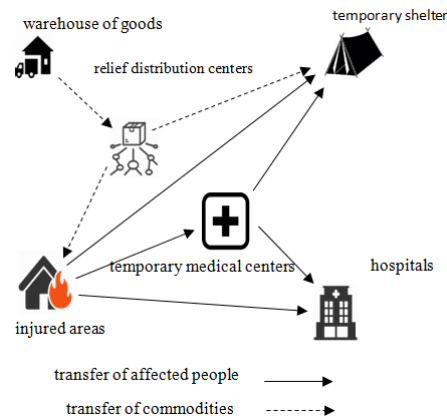 warehouse of goods
temporary shelter
relief distribution centers
temporary medical centers
hospitals
injured areas
transfer of affected people
transfer of commodities